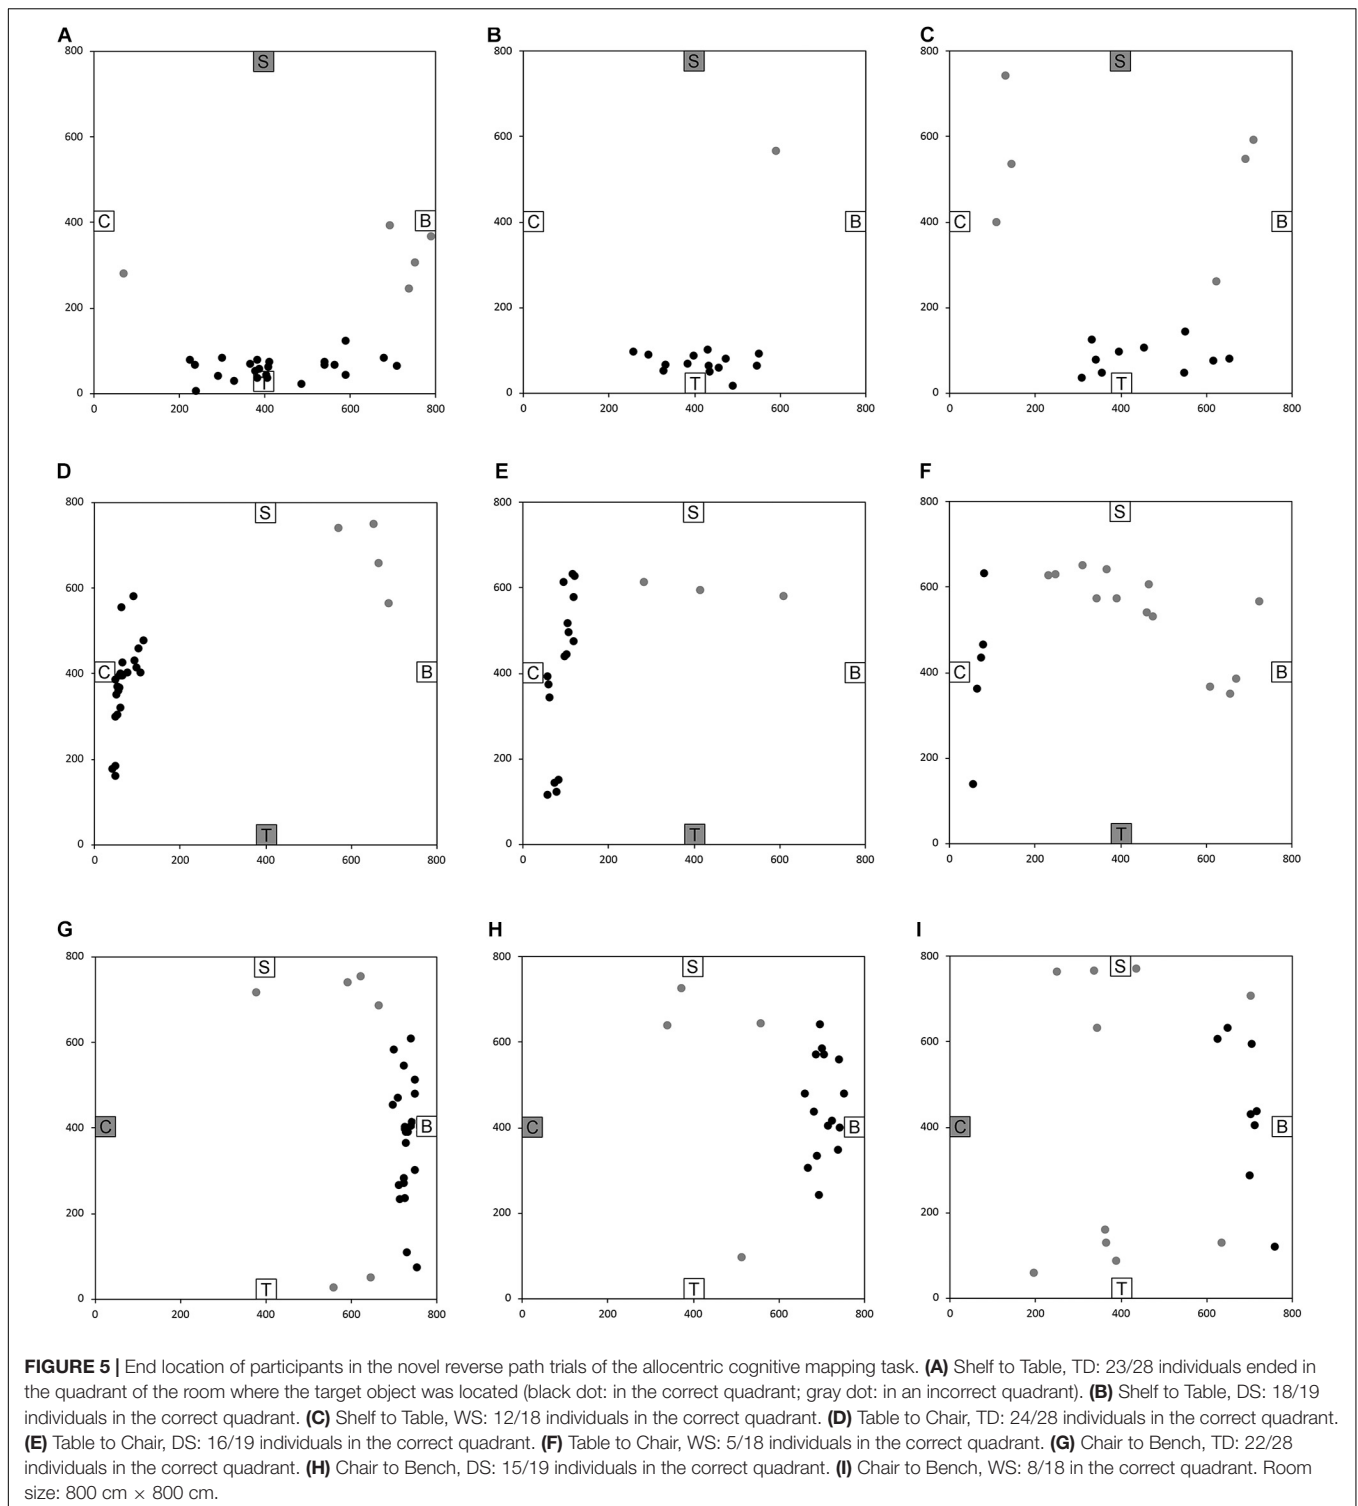 A
B
C
800
S
600
400
C
B
200
T
0
0
200
400
600
800
800
S
600
400
C
B
200
T
0
0
200
400
600
800
800
S
600
400
C
B
200
T
0
0
200
400
600
800
D
E
F
800
S
600
400
C
B
200
T
0
0
200
400
600
800
800
S
600
400
C
B
200
T
0
0
200
400
600
800
800
S
600
400
C
B
200
T
0
0
200
400
600
800
G
H
I
800
S
600
400
C
B
200
T
0
0
200
400
600
800
800
S
600
400
C
B
200
T
0
0
200
400
600
800
800
S
600
400
C
B
200
T
0
0
200
400
600
800
FIGURE 5 | End location of participants in the novel reverse path trials of the allocentric cognitive mapping task. (A) Shelf to Table, TD: 23/28 individuals ended in
the quadrant of the room where the target object was located (black dot: in the correct quadrant; gray dot: in an incorrect quadrant). (B) Shelf to Table, DS: 18/19
individuals in the correct quadrant. (C) Shelf to Table, WS: 12/18 individuals in the correct quadrant. (D) Table to Chair, TD: 24/28 individuals in the correct quadrant.
(E) Table to Chair, DS: 16/19 individuals in the correct quadrant. (F) Table to Chair, WS: 5/18 individuals in the correct quadrant. (G) Chair to Bench, TD: 22/28
individuals in the correct quadrant. (H) Chair to Bench, DS: 15/19 individuals in the correct quadrant. (I) Chair to Bench, WS: 8/18 in the correct quadrant. Room
size: 800 cm × 800 cm.